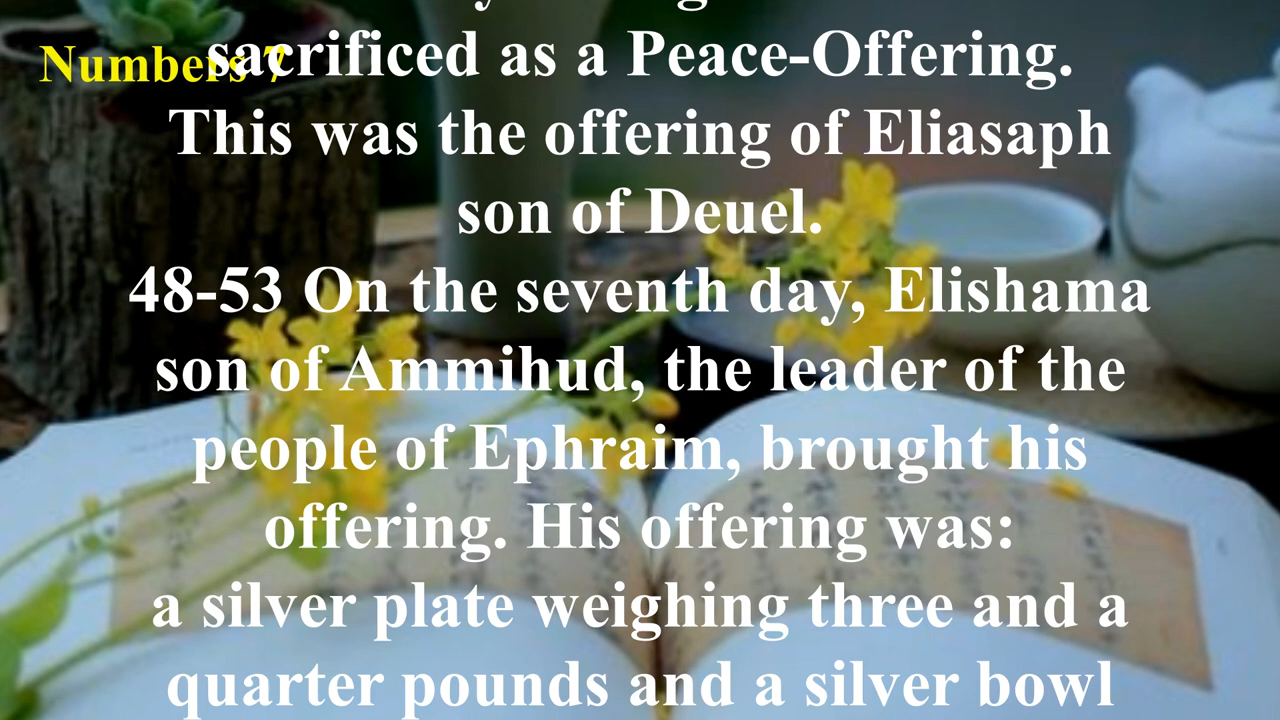 Numbers 7
sacrificed as a Peace-Offering.
This was the offering of Eliasaph
son of Deuel.
48-53 On the seventh day, Elishama
son of Ammihud, the leader of the
people of Ephraim, brought his
offering. His offering was:
a silver plate weighing three and a
quarter pounds and a silver bowl